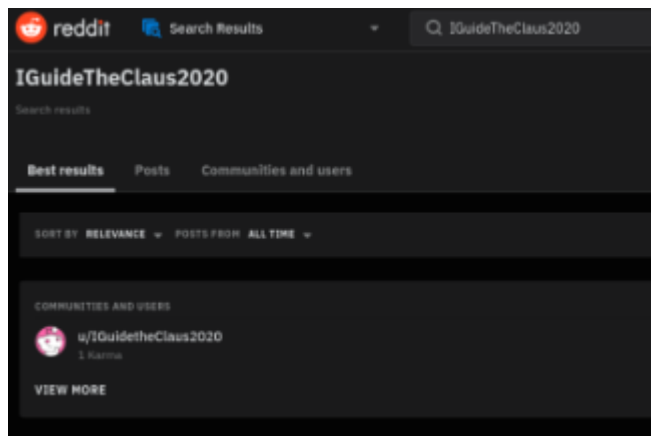 reddit Search Results IGuideTheClaus2020
IGuideTheClaus2020
Search results
Best results Posts Communities and users
SORT BY RELEVANCE POSTS FROM ALL TIME
COMMUNITIES AND USERS
u/IGuidetheClaus2020
1 Karma
VIEW MORE